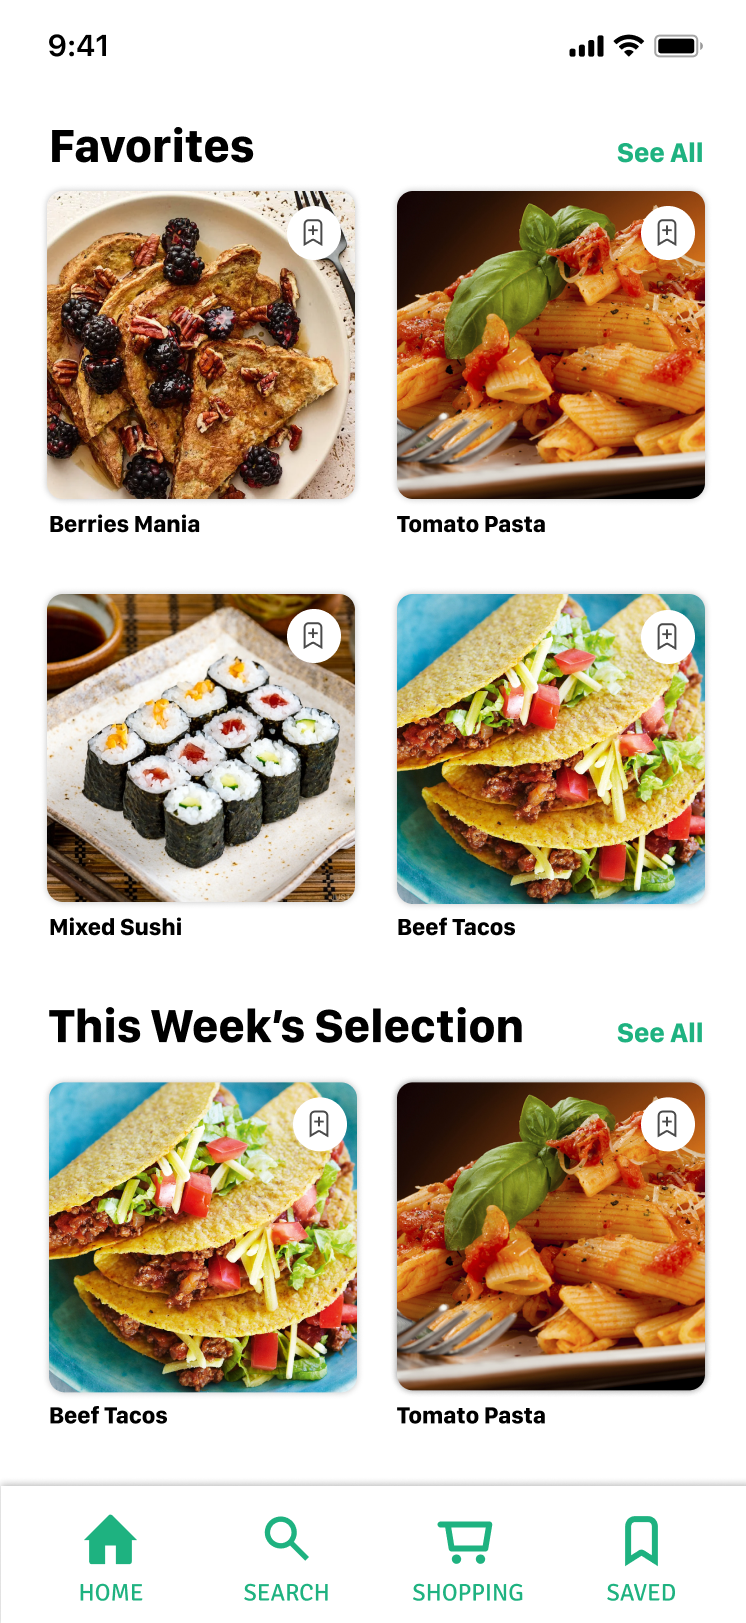 9:41
Favorites
See All
Berries Mania
Tomato Pasta
Mixed Sushi
Beef Tacos
This Week’s Selection
See All
Beef Tacos
Tomato Pasta
HOME
SEARCH
SHOPPING
SAVED